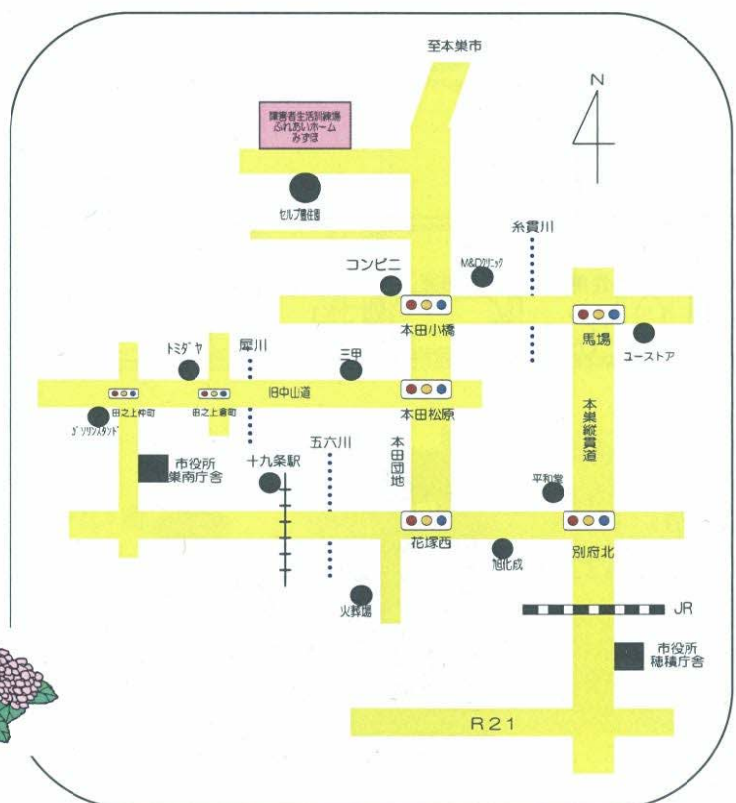 至本巣市
N
障害者生活訓練場
ふれあいホーム
みずほ
セルプ豊住園
糸貫川
コンビニ
M&Dクリニック
本田小橋
馬場
ユーストア
トミダヤ
犀川
三甲
旧中山道
田之上仲町
田之上倉町
本田松原
ガソリンスタンド
本巣縦貫道
本田団地
市役所
巣南庁舎
十九条駅
五六川
平和堂
花塚西
別府北
旭化成
火葬場
JR
市役所
穂積庁舎
R21